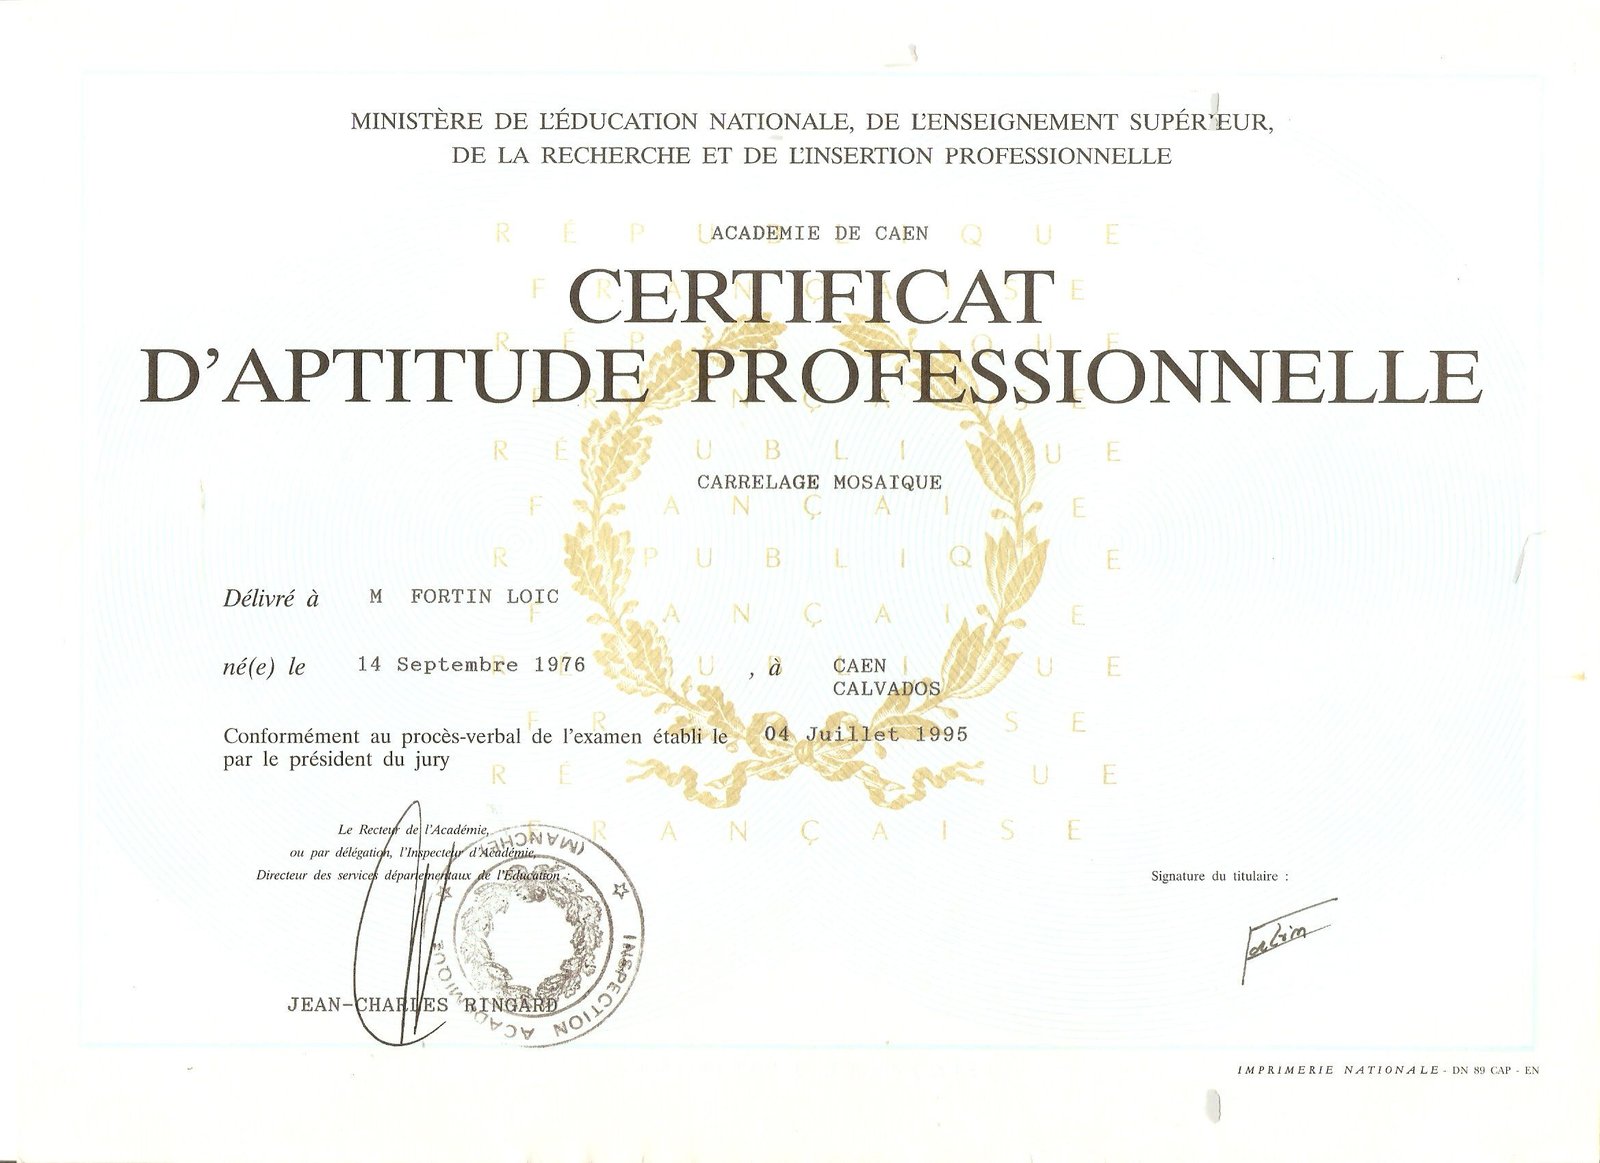 MINISTÈRE DE L'ÉDUCATION NATIONALE, DE L'ENSEIGNEMENT SUPÉRIEUR,
DE LA RECHERCHE ET DE L'INSERTION PROFESSIONNELLE
ACADEMIE DE CAEN
CERTIFICAT
D'APTITUDE PROFESSIONNELLE
RÉPUBLIQUE
FRANÇAISE
CARRELAGE MOSAIQUE
Délivré à M FORTIN LOIC
né(e) le 14 Septembre 1976 , à CAEN
CALVADOS
Conformément au procès-verbal de l'examen établi le 04 Juillet 1995
par le président du jury
Le Recteur de l'Académie,
ou par délégation, l'Inspecteur d'Académie,
Directeur des services départementaux de l'Éducation :
INSPECTION ACADÉMIQUE
(MANCHE)
JEAN-CHARLES RINGARD
Signature du titulaire :
Fortin
IMPRIMERIE NATIONALE - DN 89 CAP - EN